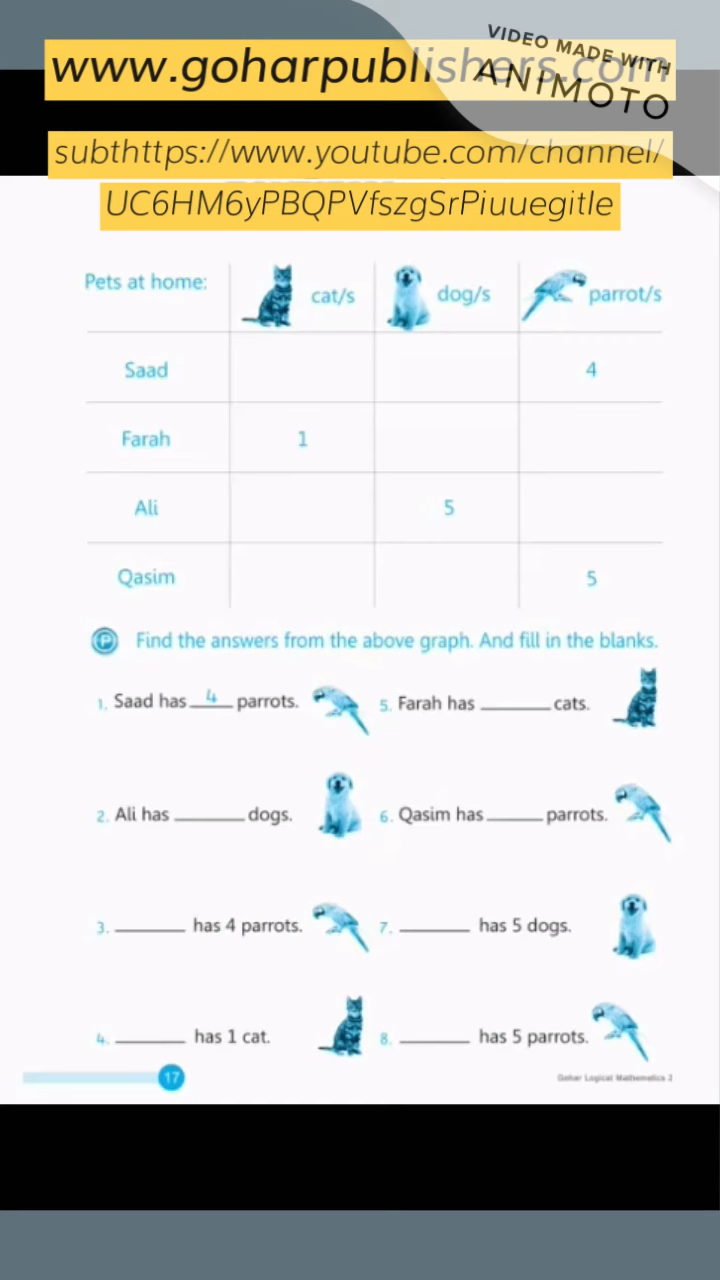 VIDEO MADE WITH
ANIMOTO
www.goharpublishers.com
subthttps://www.youtube.com/channel/
UC6HM6yPBQPVfszgSrPiuuegitle
Pets at home: cat/s dog/s parrot/s
Saad 4
Farah 1
Ali 5
Qasim 5
P Find the answers from the above graph. And fill in the blanks.
1. Saad has 4 parrots.
5. Farah has ______ cats.
2. Ali has ______ dogs.
6. Qasim has ______ parrots.
3. ______ has 4 parrots.
7. ______ has 5 dogs.
4. ______ has 1 cat.
8. ______ has 5 parrots.
17
Gohar Logical Mathematics 2